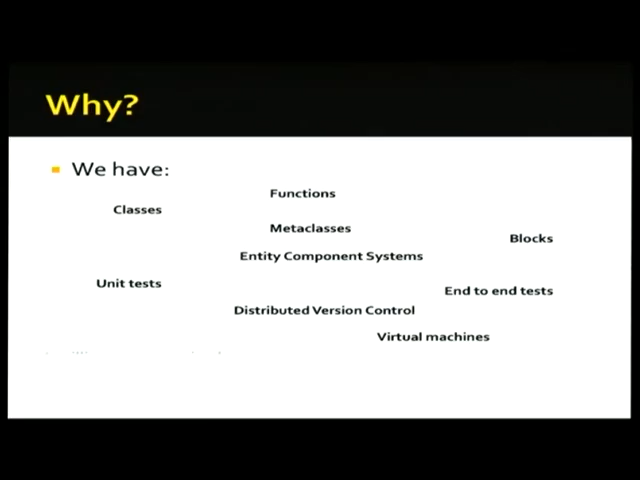 Why?
We have:
Functions
Classes
Metaclasses
Blocks
Entity Component Systems
Unit tests
End to end tests
Distributed Version Control
Virtual machines